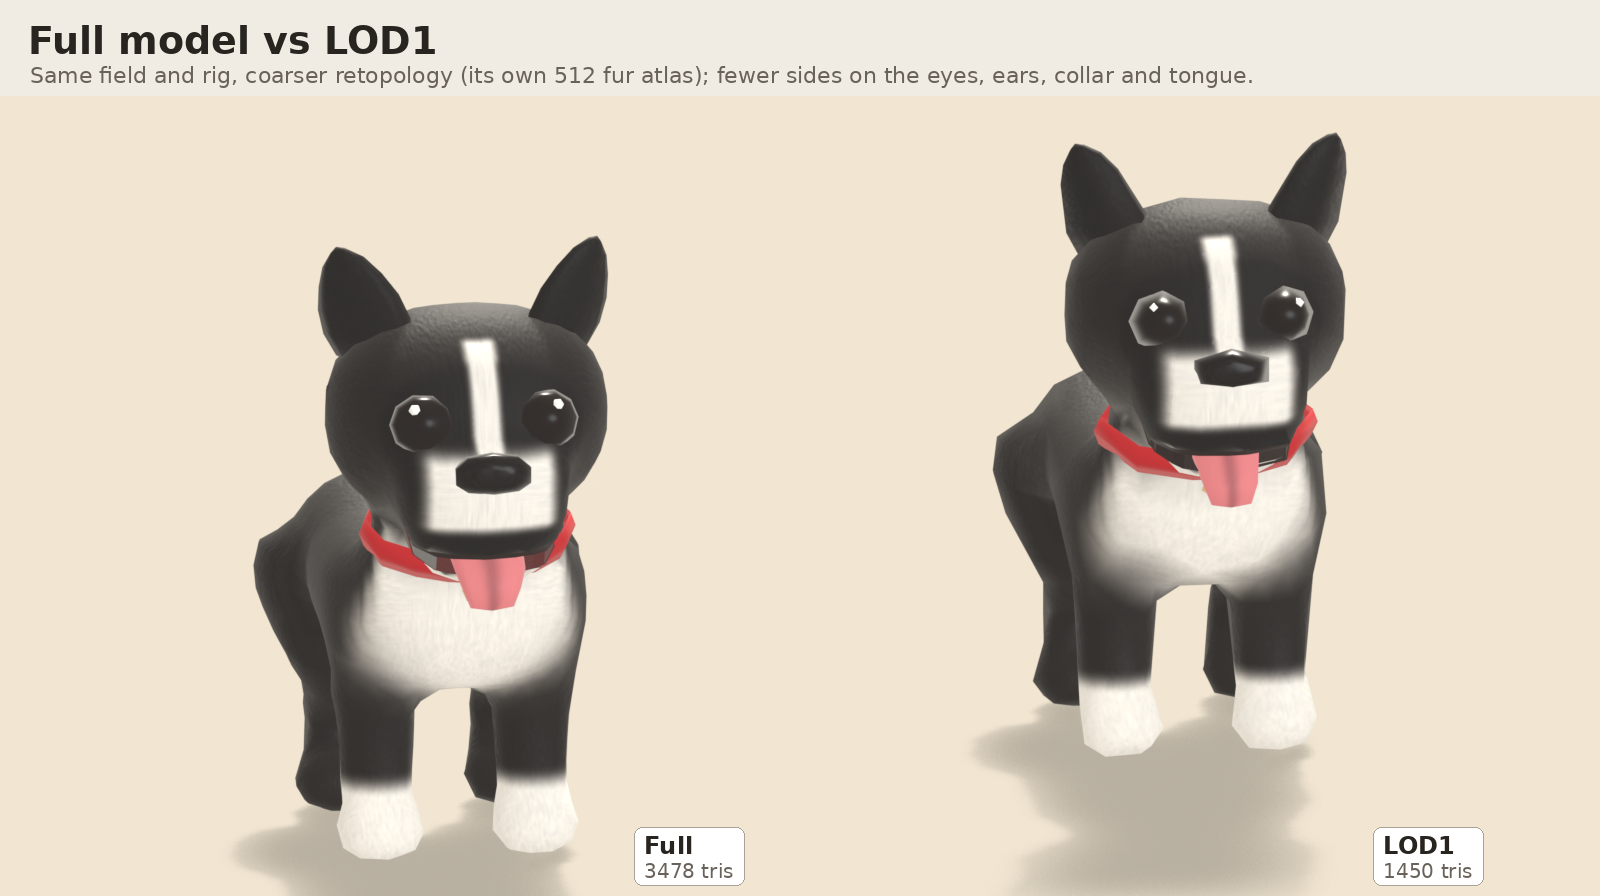 Full model vs LOD1
Same field and rig, coarser retopology (its own 512 fur atlas); fewer sides on the eyes, ears, collar and tongue.
Full
3478 tris
LOD1
1450 tris